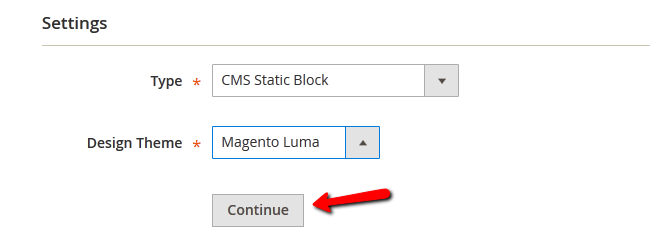 Settings
Type * CMS Static Block
Design Theme * Magento Luma
Continue